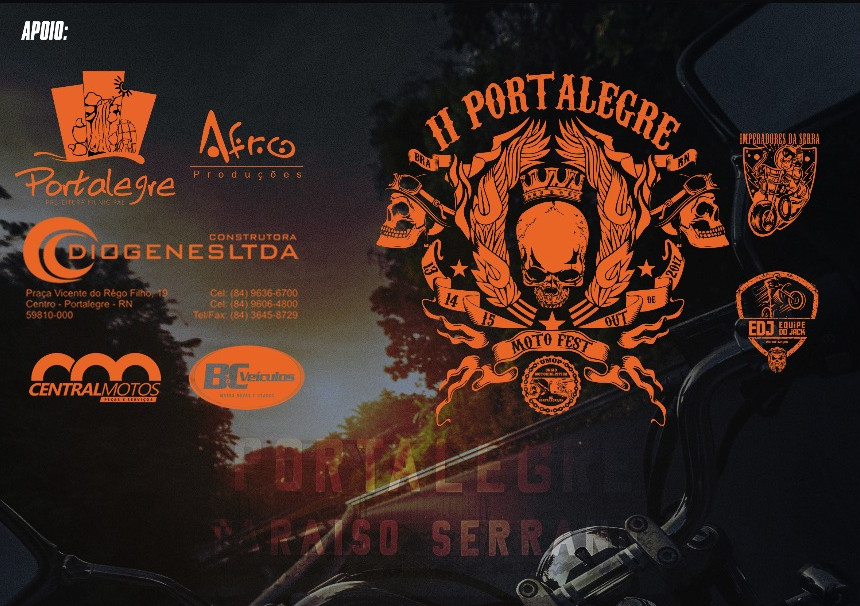 APOIO:
Portalegre
Afro
Produções
CONSTRUTORA
DIOGENESLTDA
Praça Vicente do Rêgo Filho, 19
Centro - Portalegre - RN
59810-000
Cel: (84) 9636-6700
Cel: (84) 9606-4800
Tel/Fax: (84) 3645-8729
CENTRALMOTOS
PEÇAS E SERVIÇOS
B&C Veículos
II PORTALEGRE
BRA
RN
13
14
15
OUT
DE
2017
MOTO FEST
IMPERADORES DA SERRA
EDJ EQUIPE
DO JACK
PORTALEGRE
PARAISO SERRANO